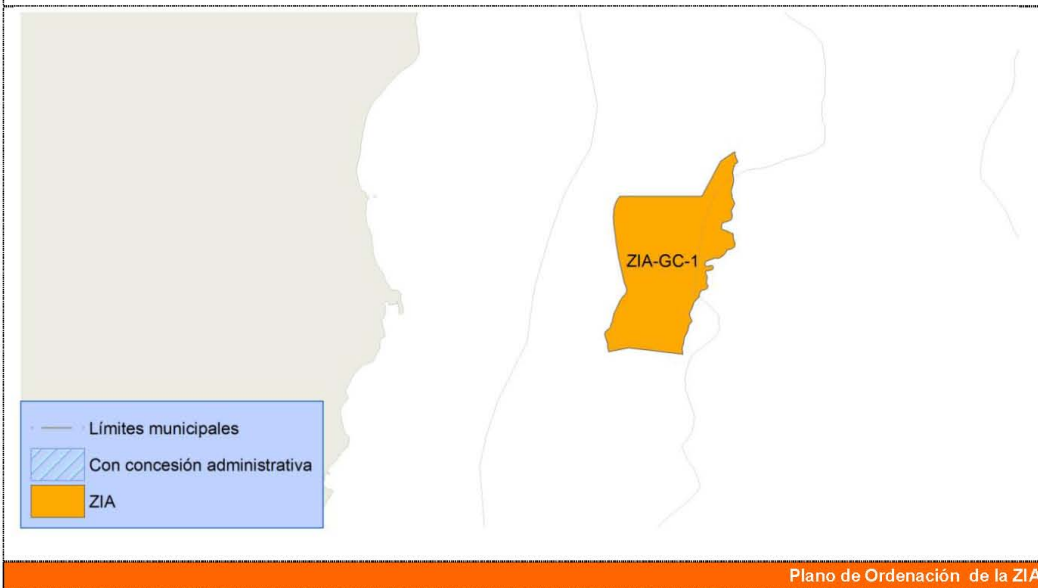 ZIA-GC-1
Límites municipales
Con concesión administrativa
ZIA
Plano de Ordenación de la ZIA